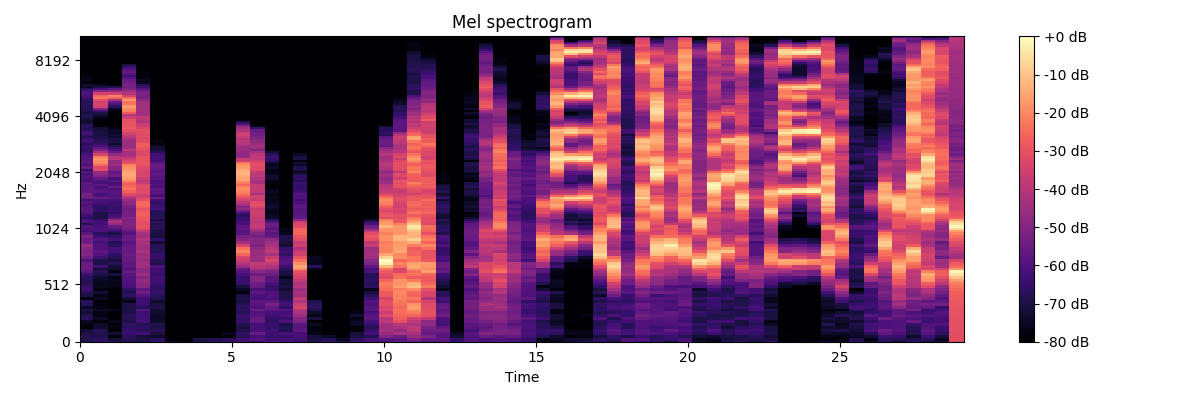 Mel spectrogram
8192
4096
2048
1024
512
0
Hz
0 5 10 15 20 25
Time
+0 dB
-10 dB
-20 dB
-30 dB
-40 dB
-50 dB
-60 dB
-70 dB
-80 dB